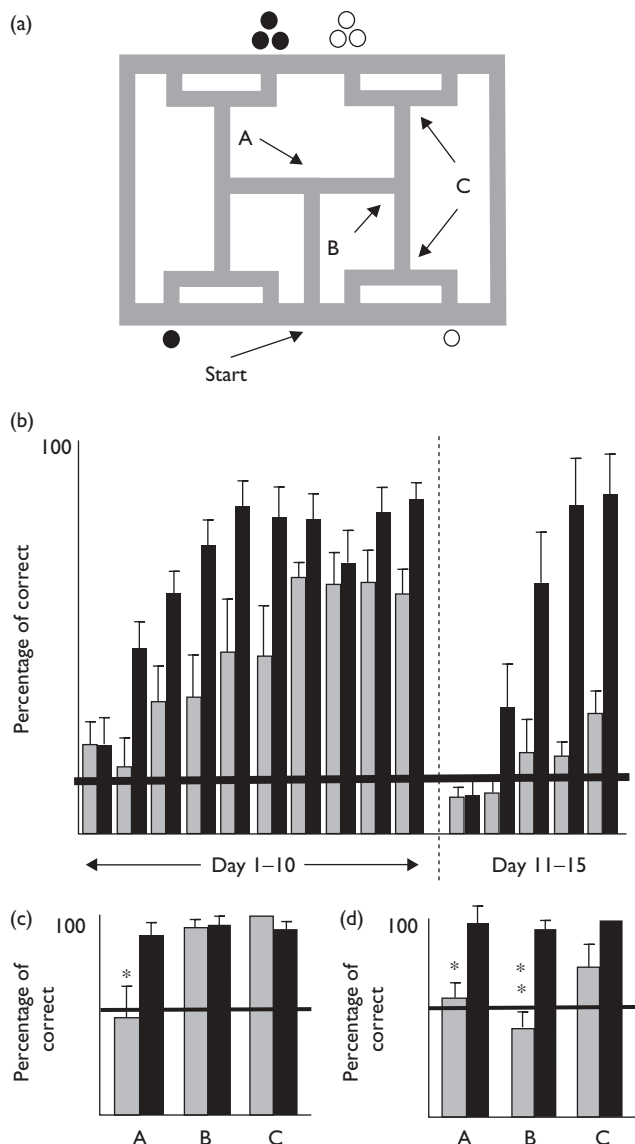 (a)
A
C
B
Start
(b)
100
Percentage of correct
Day 1–10
Day 11–15
(c)
100
Percentage of
correct
*
A B C
(d)
100
Percentage of
correct
*
*
*
A B C